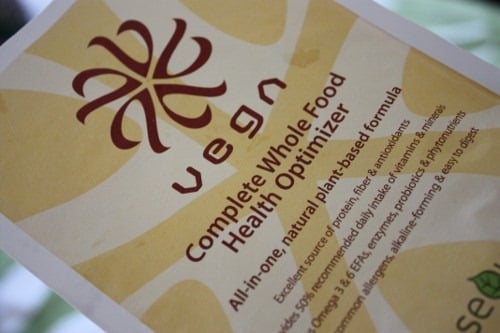 vega
Complete Whole Food
Health Optimizer
All-in-one, natural plant-based formula
Excellent source of protein, fiber & antioxidants
50% recommended daily intake of vitamins & minerals
Omega 3 & 6 EFAs, enzymes, probiotics & phytonutrients
common allergens, alkaline-forming & easy to digest
se